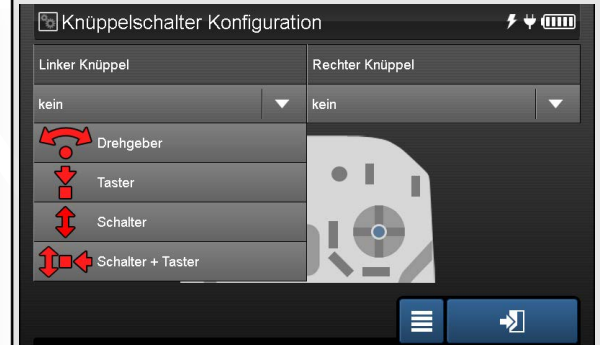 Knüppelschalter Konfiguration
Linker Knüppel
Rechter Knüppel
kein
kein
Drehgeber
Taster
Schalter
Schalter + Taster